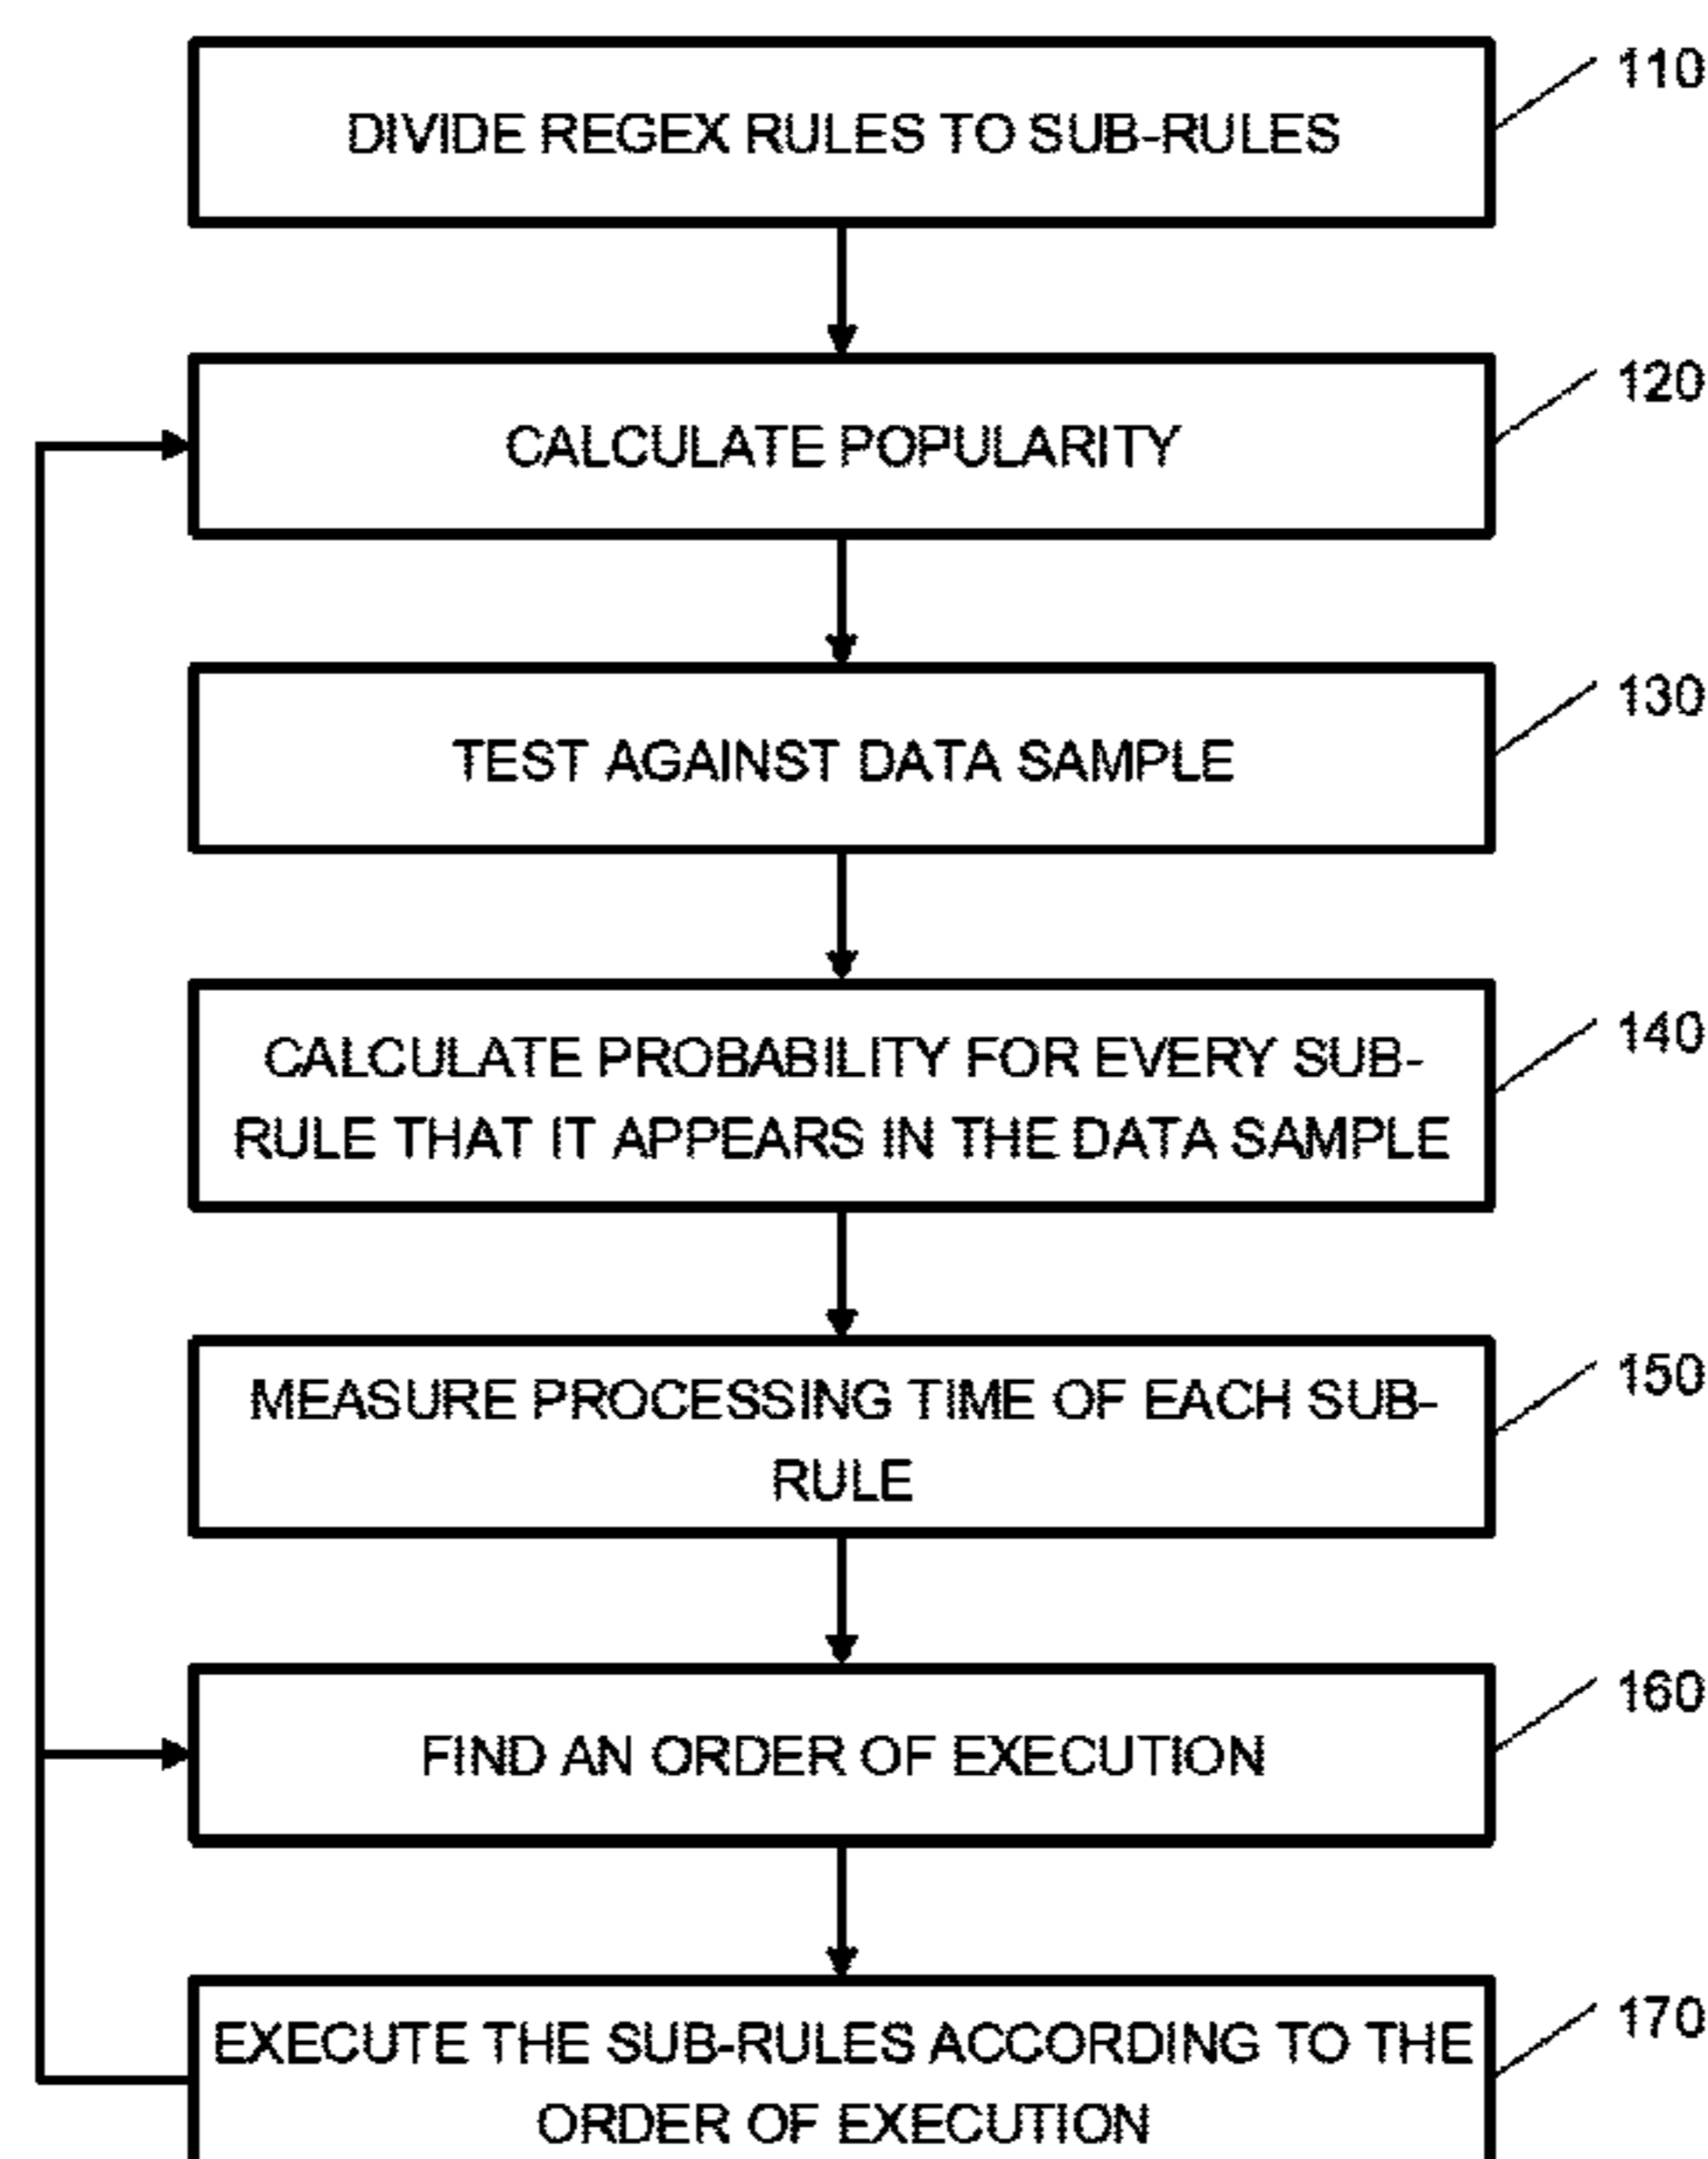 110
DIVIDE REGEX RULES TO SUB-RULES
120
CALCULATE POPULARITY
130
TEST AGAINST DATA SAMPLE
140
CALCULATE PROBABILITY FOR EVERY SUB-
RULE THAT IT APPEARS IN THE DATA SAMPLE
150
MEASURE PROCESSING TIME OF EACH SUB-
RULE
160
FIND AN ORDER OF EXECUTION
170
EXECUTE THE SUB-RULES ACCORDING TO THE
ORDER OF EXECUTION